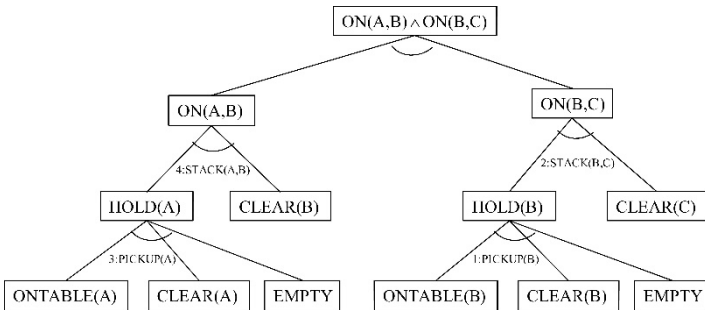 ON(A,B)∧ON(B,C)
ON(A,B)
ON(B,C)
4:STACK(A,B)
2:STACK(B,C)
HOLD(A)
CLEAR(B)
HOLD(B)
CLEAR(C)
3:PICKUP(A)
1:PICKUP(B)
ONTABLE(A)
CLEAR(A)
EMPTY
ONTABLE(B)
CLEAR(B)
EMPTY